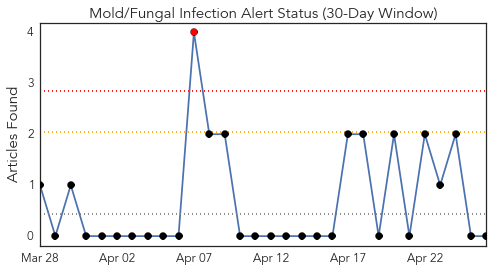 Mold/Fungal Infection Alert Status (30-Day Window)
Articles Found
4
3
2
1
0
Mar 28
Apr 02
Apr 07
Apr 12
Apr 17
Apr 22